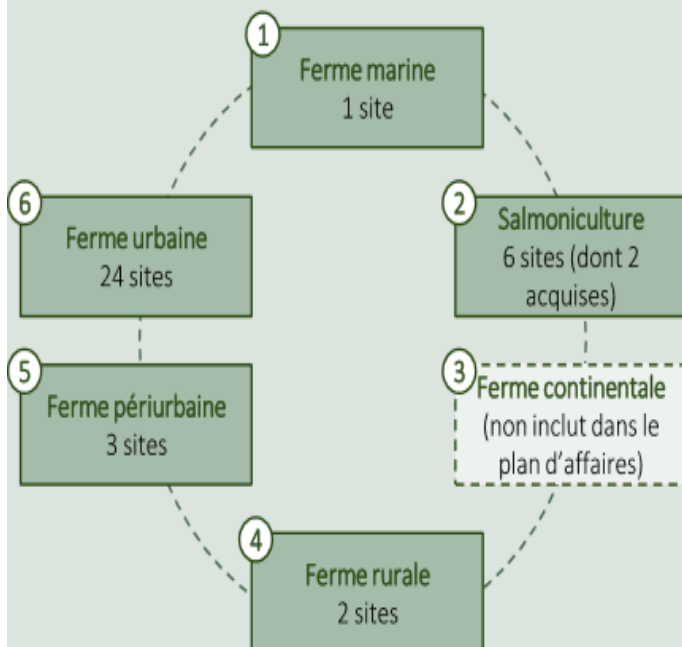 1
Ferme marine
1 site
2
Salmoniculture
6 sites (dont 2
acquises)
3
Ferme continentale
(non inclut dans le
plan d'affaires)
4
Ferme rurale
2 sites
5
Ferme périurbaine
3 sites
6
Ferme urbaine
24 sites